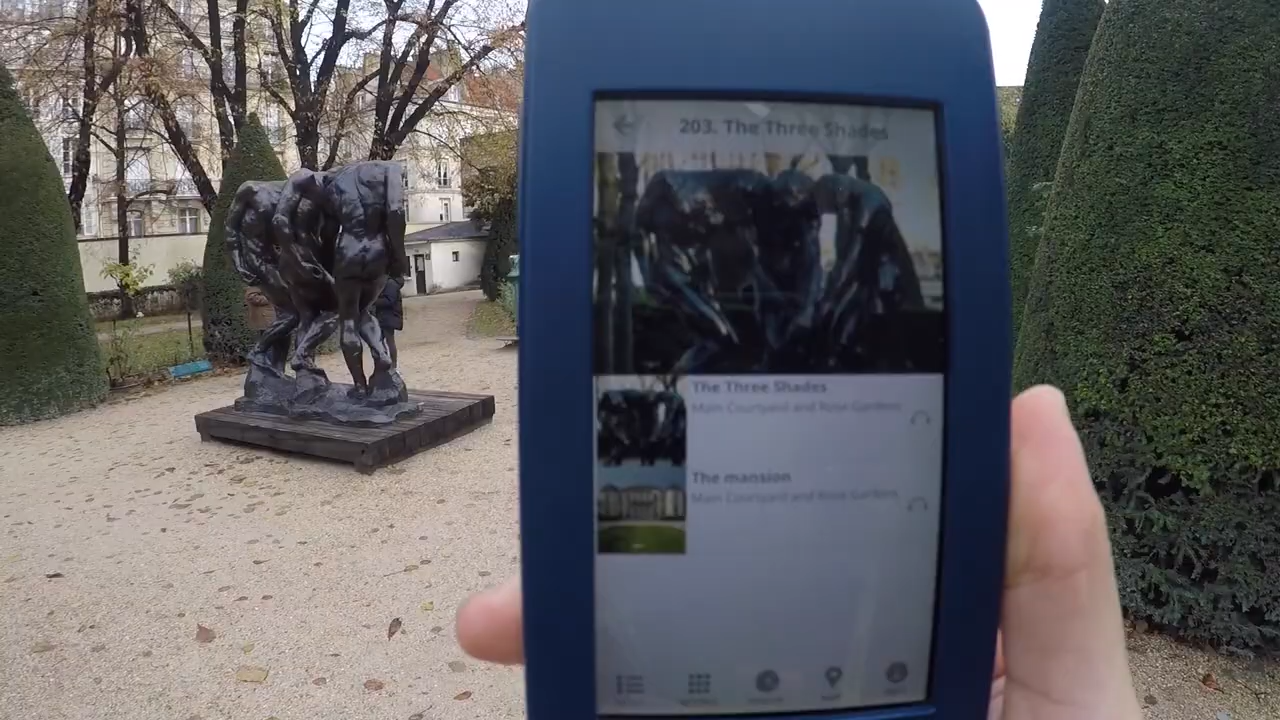 203. The Three Shades
The Three Shades
Main Courtyard and Rose Gardens
The mansion
Main Courtyard and Rose Gardens